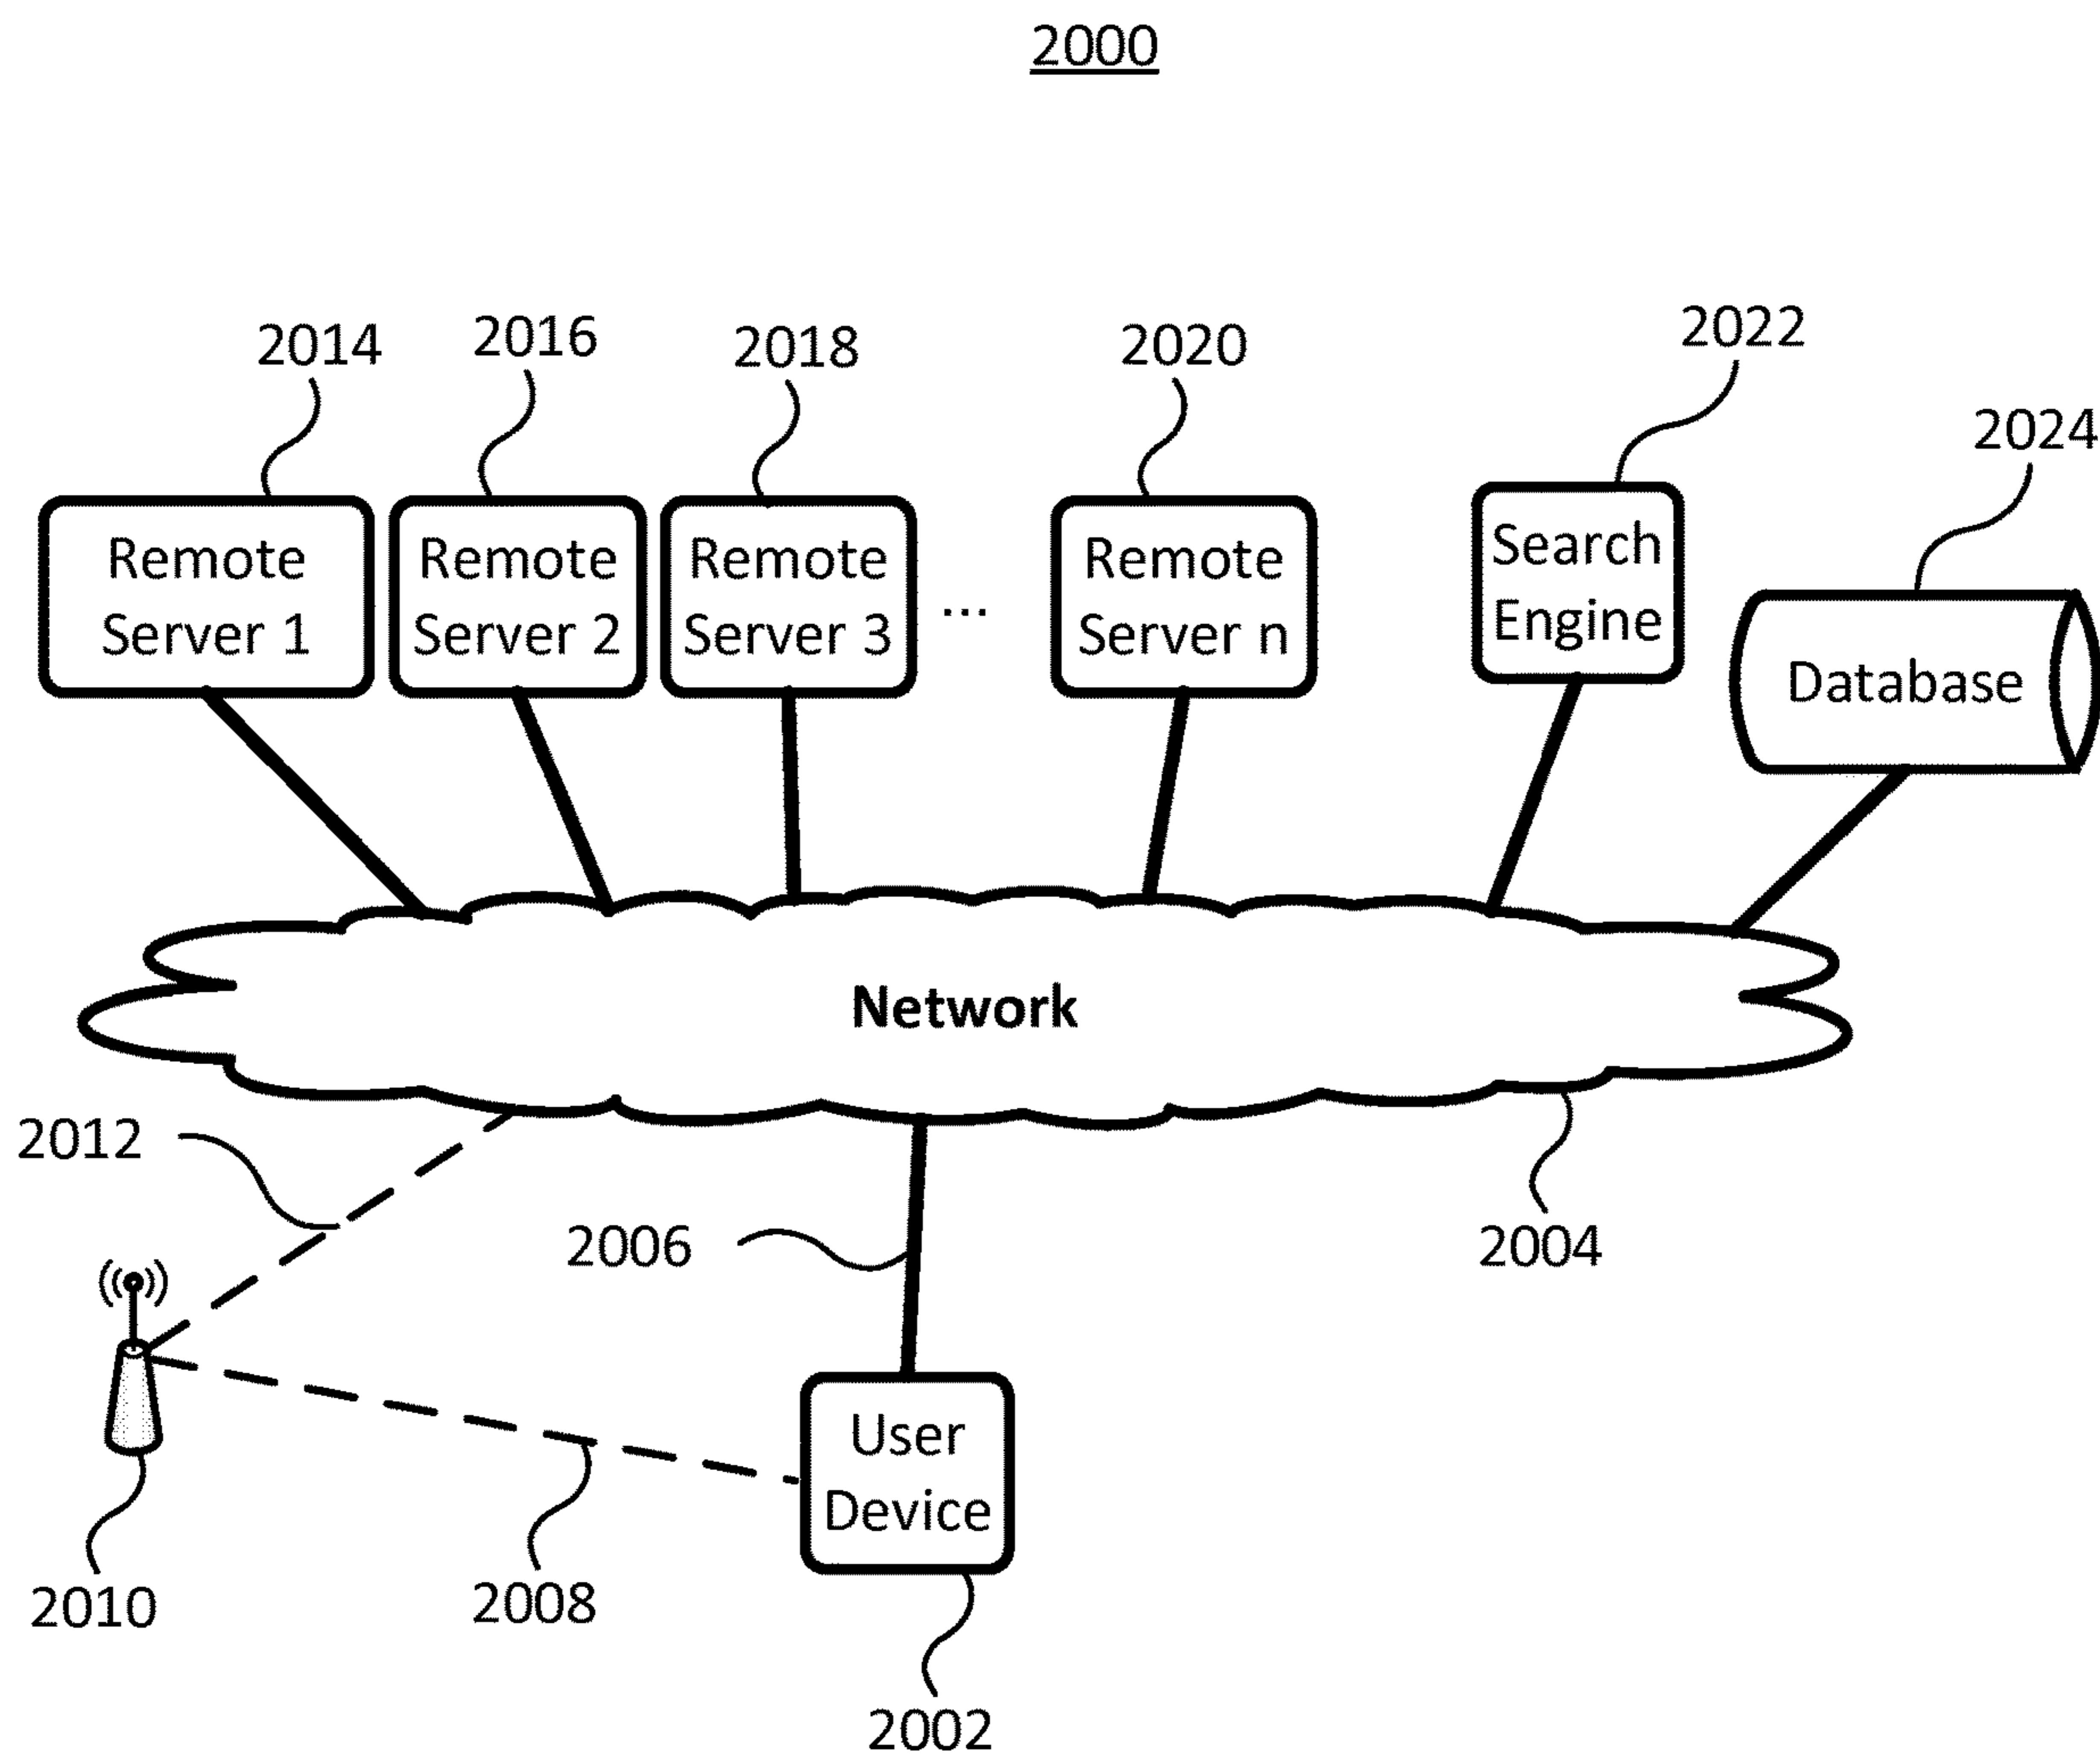 2000
2014
2016
2018
2020
2022
2024
Remote
Server 1
Remote
Server 2
Remote
Server 3
...
Remote
Server n
Search
Engine
Database
Network
2012
2006
2004
User
Device
2010
2008
2002